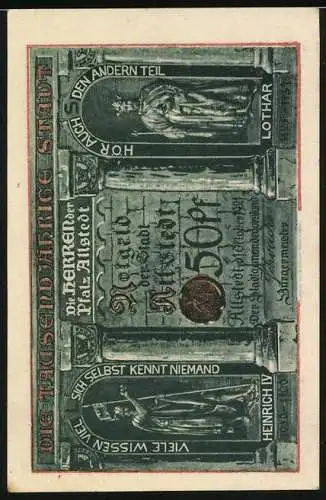 DIE TAUSENDJÄHRIGE STADT
Die HERREN der
Pfalz Allstedt
Notgeld
der Stadt
Allstedt
50 Pf
Allstedt, d.
1921
Der Stadtgemeindevorstand
Bürgermeister
VIELE WISSEN VIEL
SICH SELBST KENNT NIEMAND
HEINRICH IV
HÖR AUCH DEN ANDERN TEIL
LOTHAR